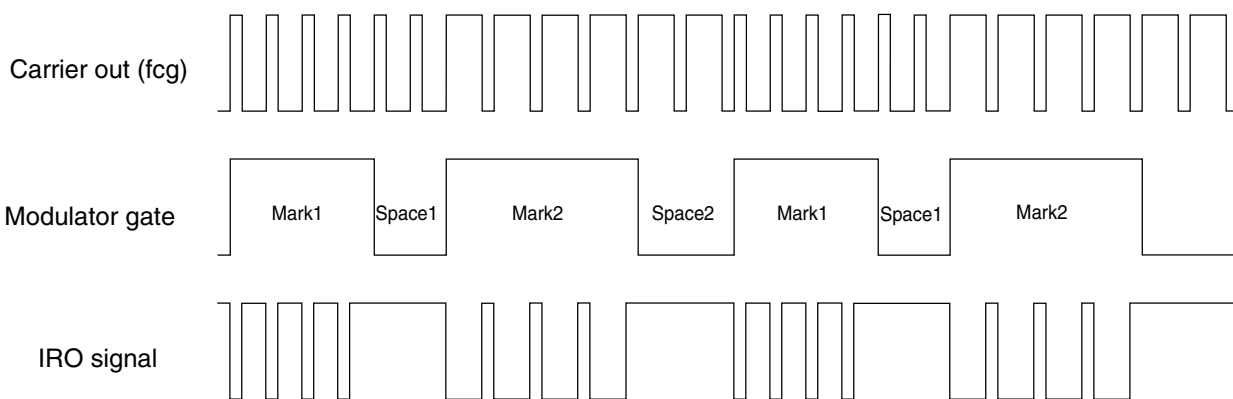 Carrier out (fcg)
Modulator gate
Mark1
Space1
Mark2
Space2
Mark1
Space1
Mark2
IRO signal